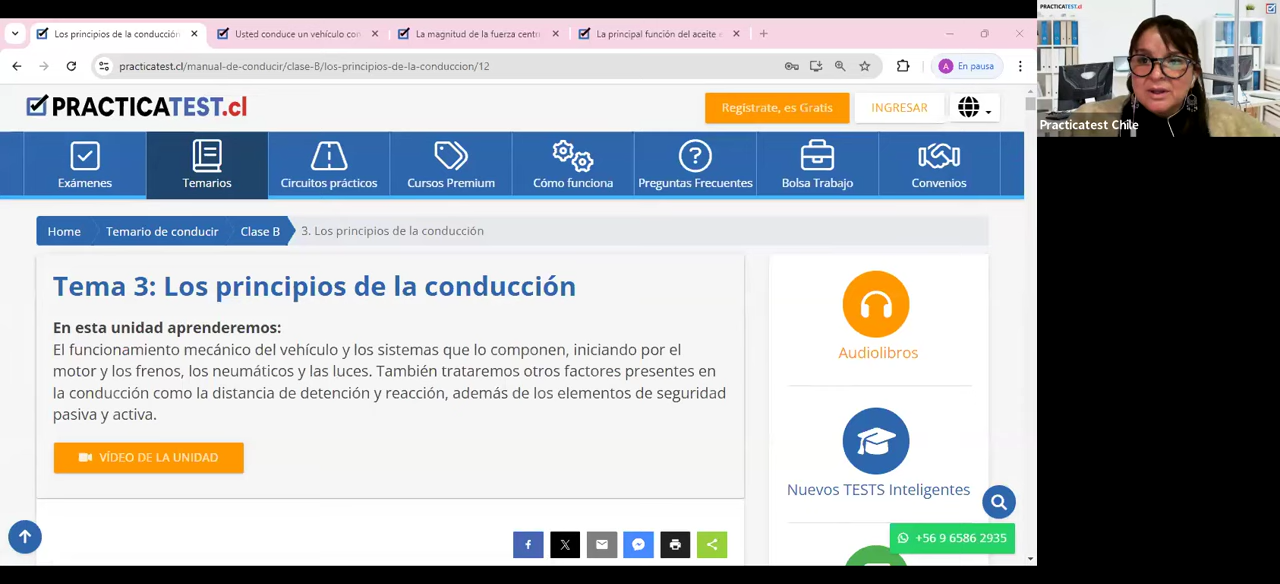 Los principios de la conducción
Usted conduce un vehículo con
La magnitud de la fuerza centr
La principal función del aceite e
practicatest.cl/manual-de-conducir/clase-B/los-principios-de-la-conduccion/12
A
En pausa
PRACTICATEST.cl
Regístrate, es Gratis
INGRESAR
Exámenes
Temarios
Circuitos prácticos
Cursos Premium
Cómo funciona
Preguntas Frecuentes
Bolsa Trabajo
Convenios
Home
Temario de conducir
Clase B
3. Los principios de la conducción
Tema 3: Los principios de la conducción
En esta unidad aprenderemos:
El funcionamiento mecánico del vehículo y los sistemas que lo componen, iniciando por el
motor y los frenos, los neumáticos y las luces. También trataremos otros factores presentes en
la conducción como la distancia de detención y reacción, además de los elementos de seguridad
pasiva y activa.
VÍDEO DE LA UNIDAD
Audiolibros
Nuevos TESTS Inteligentes
+56 9 6586 2935
PRACTICATEST.cl
Practicatest Chile